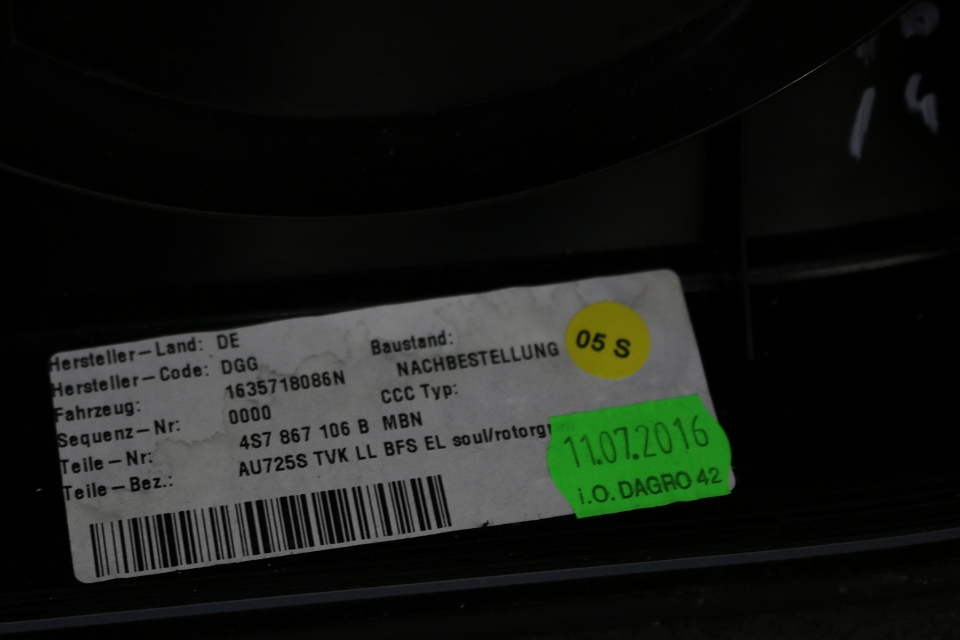 Hersteller-Land: DE
Baustand:
Hersteller-Code: DGG
NACHBESTELLUNG
Fahrzeug: 1635718086N
CCC Typ:
Sequenz-Nr: 0000
Teile-Nr: 4S7 867 106 B MBN
Teile-Bez.: AU725S TVK LL BFS EL soul/rotorg
05 S
11.07.2016
i.O. DAGRO 42